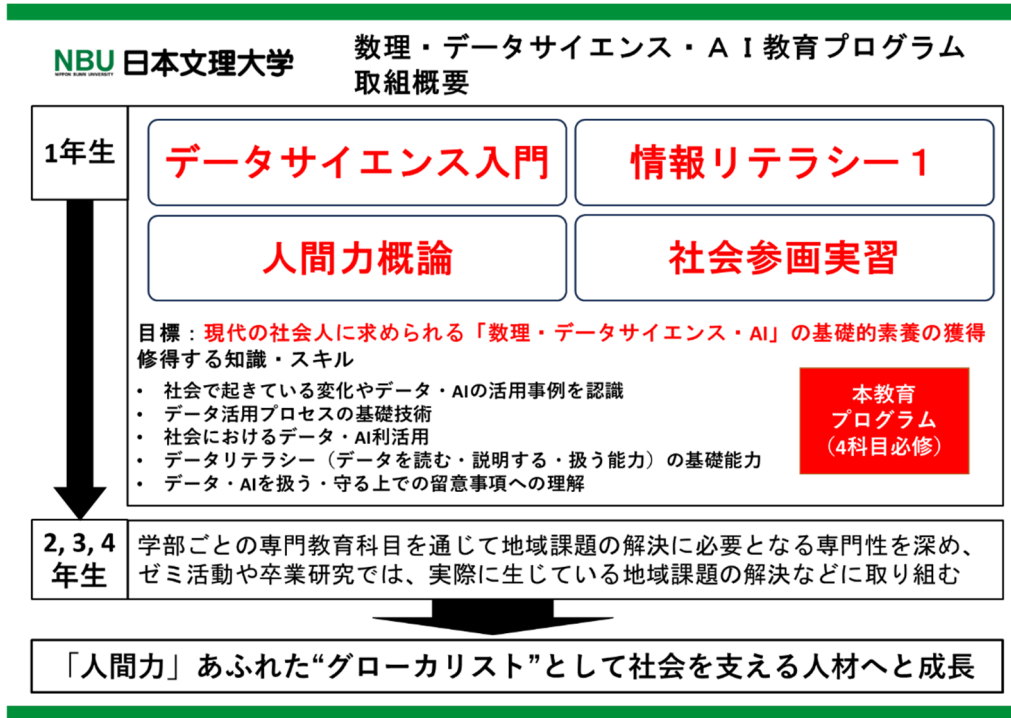 NBU 日本文理大学
NIPPON BUNRI UNIVERSITY
数理・データサイエンス・ＡＩ教育プログラム
取組概要
1年生
データサイエンス入門
情報リテラシー１
人間力概論
社会参画実習
目標：現代の社会人に求められる「数理・データサイエンス・AI」の基礎的素養の獲得
修得する知識・スキル
• 社会で起きている変化やデータ・AIの活用事例を認識
• データ活用プロセスの基礎技術
• 社会におけるデータ・AI利活用
• データリテラシー（データを読む・説明する・扱う能力）の基礎能力
• データ・AIを扱う・守る上での留意事項への理解
本教育
プログラム
（4科目必修）
2, 3, 4
年生
学部ごとの専門教育科目を通じて地域課題の解決に必要となる専門性を深め、
ゼミ活動や卒業研究では、実際に生じている地域課題の解決などに取り組む
「人間力」あふれた“グローカリスト”として社会を支える人材へと成長